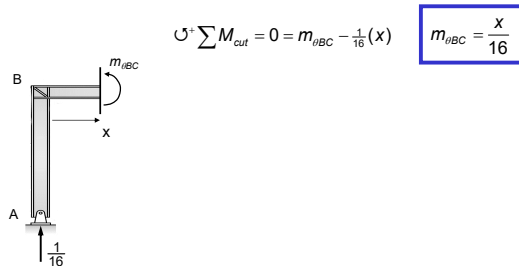 ↺⁺ ∑ M_cut = 0 = m_θBC − 1/16 (x)
m_θBC = x/16
m_θBC
B
x
A
1/16